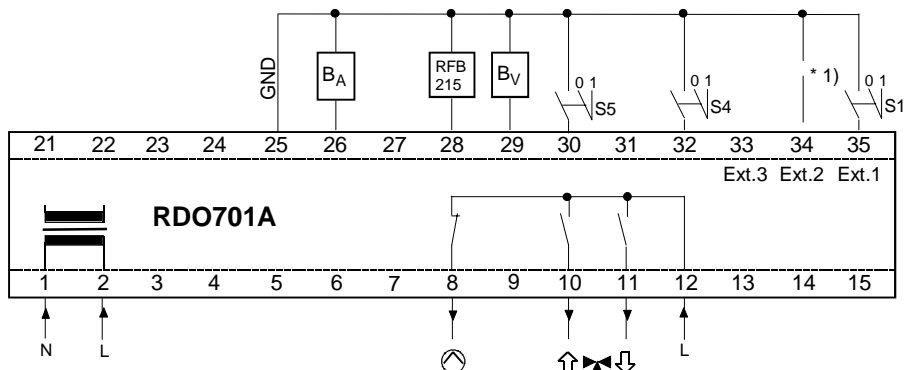 GND
B_A
RFB
215
B_V
0 1
S5
0 1
S4
* 1)
0 1
S1
21 22 23 24 25 26 27 28 29 30 31 32 33 34 35
Ext.3 Ext.2 Ext.1
RDO701A
1 2 3 4 5 6 7 8 9 10 11 12 13 14 15
N L L